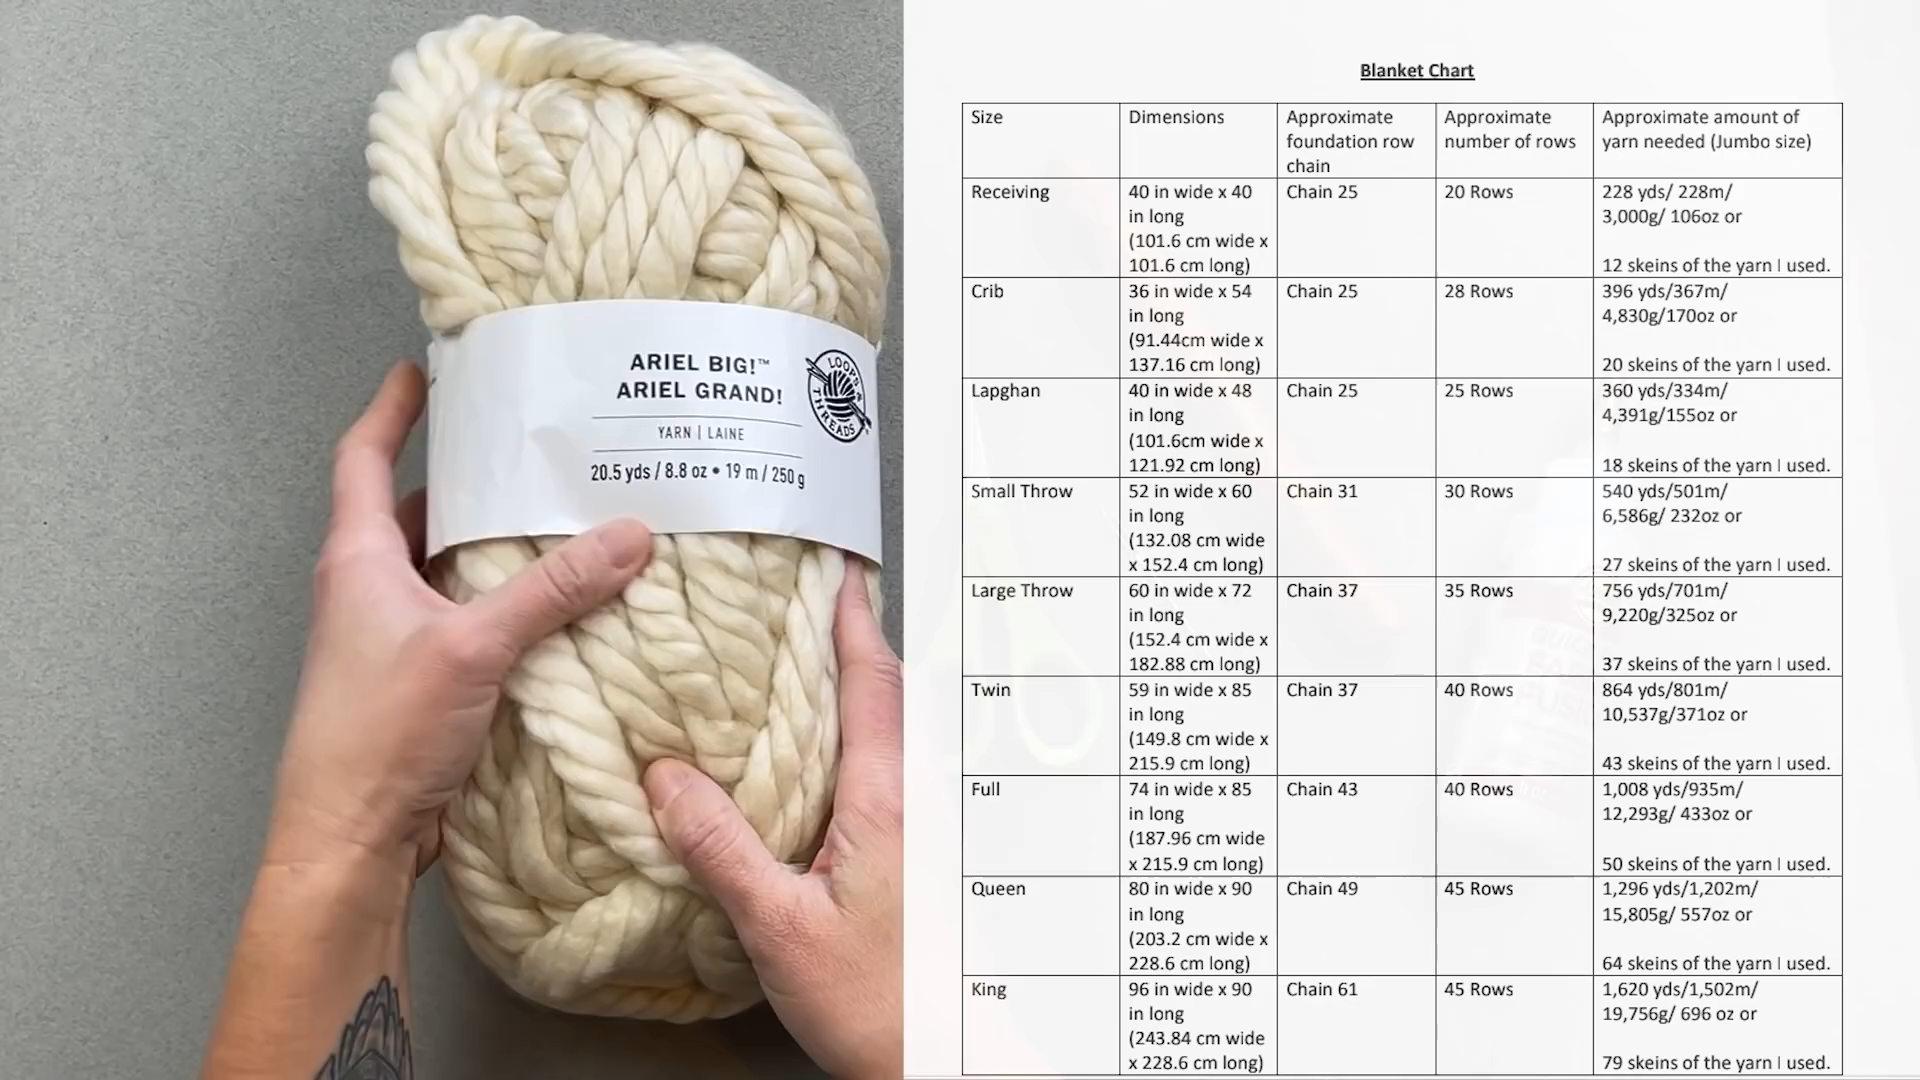 ARIEL BIG!™
ARIEL GRAND!
YARN | LAINE
20.5 yds / 8.8 oz • 19 m / 250 g
LOOPS &
THREADS
Blanket Chart
Size
Dimensions
Approximate
foundation row
chain
Approximate
number of rows
Approximate amount of
yarn needed (Jumbo size)
Receiving
40 in wide x 40
in long
(101.6 cm wide x
101.6 cm long)
Chain 25
20 Rows
228 yds/ 228m/
3,000g/ 106oz or
12 skeins of the yarn I used.
Crib
36 in wide x 54
in long
(91.44cm wide x
137.16 cm long)
Chain 25
28 Rows
396 yds/367m/
4,830g/170oz or
20 skeins of the yarn I used.
Lapghan
40 in wide x 48
in long
(101.6cm wide x
121.92 cm long)
Chain 25
25 Rows
360 yds/334m/
4,391g/155oz or
18 skeins of the yarn I used.
Small Throw
52 in wide x 60
in long
(132.08 cm wide
x 152.4 cm long)
Chain 31
30 Rows
540 yds/501m/
6,586g/ 232oz or
27 skeins of the yarn I used.
Large Throw
60 in wide x 72
in long
(152.4 cm wide x
182.88 cm long)
Chain 37
35 Rows
756 yds/701m/
9,220g/325oz or
37 skeins of the yarn I used.
Twin
59 in wide x 85
in long
(149.8 cm wide x
215.9 cm long)
Chain 37
40 Rows
864 yds/801m/
10,537g/371oz or
43 skeins of the yarn I used.
Full
74 in wide x 85
in long
(187.96 cm wide
x 215.9 cm long)
Chain 43
40 Rows
1,008 yds/935m/
12,293g/ 433oz or
50 skeins of the yarn I used.
Queen
80 in wide x 90
in long
(203.2 cm wide x
228.6 cm long)
Chain 49
45 Rows
1,296 yds/1,202m/
15,805g/ 557oz or
64 skeins of the yarn I used.
King
96 in wide x 90
in long
(243.84 cm wide
x 228.6 cm long)
Chain 61
45 Rows
1,620 yds/1,502m/
19,756g/ 696 oz or
79 skeins of the yarn I used.